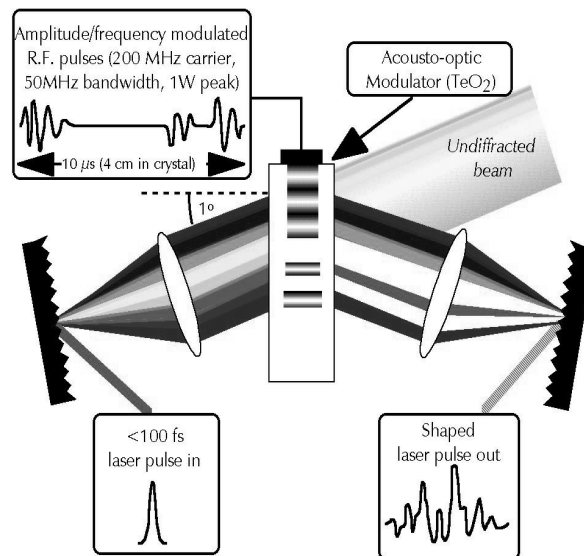 Amplitude/frequency modulated
R.F. pulses (200 MHz carrier,
50MHz bandwidth, 1W peak)
10 μs (4 cm in crystal)
Acousto-optic
Modulator (TeO₂)
Undiffracted
beam
1°
<100 fs
laser pulse in
Shaped
laser pulse out